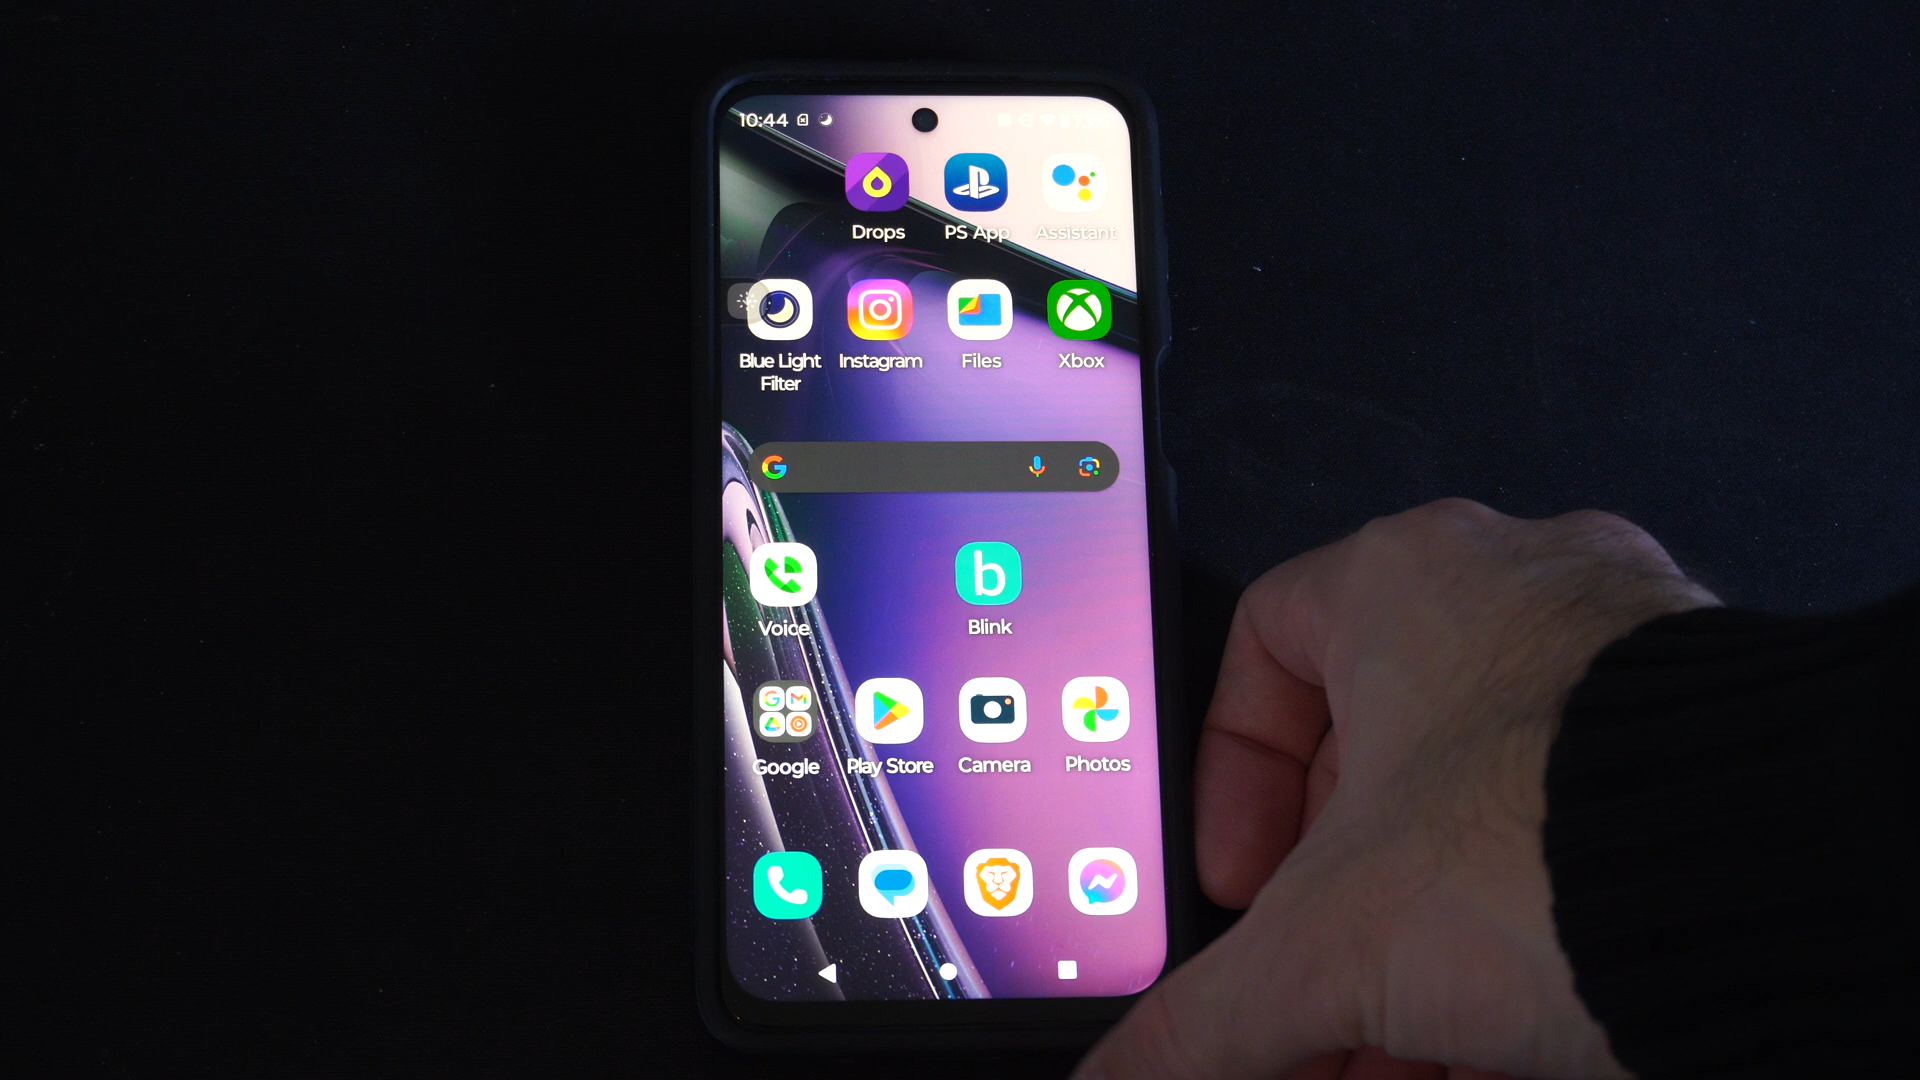 10:44
Drops PS App Assistant
Blue Light Filter Instagram Files Xbox
b
Voice Blink
Google Play Store Camera Photos